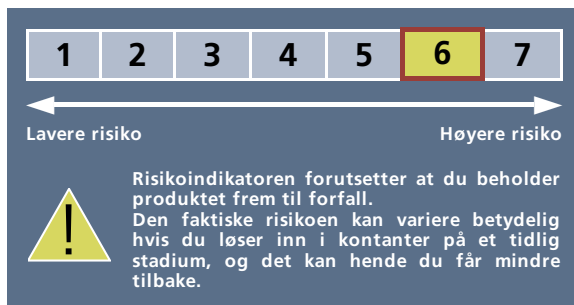 1 2 3 4 5 6 7
Lavere risiko Høyere risiko
Risikoindikatoren forutsetter at du beholder
produktet frem til forfall.
Den faktiske risikoen kan variere betydelig
hvis du løser inn i kontanter på et tidlig
stadium, og det kan hende du får mindre
tilbake.
!